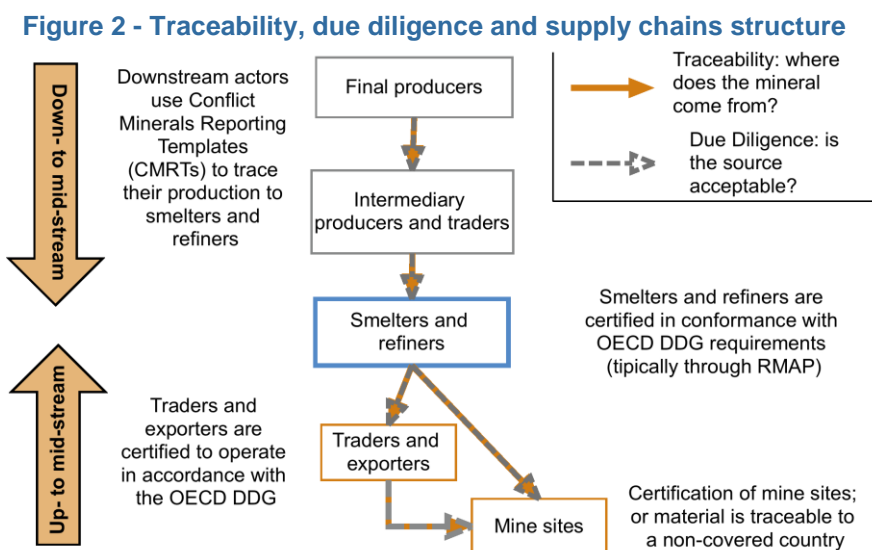 Figure 2 - Traceability, due diligence and supply chains structure
Down- to mid-stream
Downstream actors
use Conflict
Minerals Reporting
Templates
(CMRTs) to trace
their production to
smelters and
refiners
Final producers
Traceability: where
does the mineral
come from?
Due Diligence: is
the source
acceptable?
Intermediary
producers and traders
Smelters and
refiners
Smelters and refiners are
certified in conformance with
OECD DDG requirements
(tipically through RMAP)
Up- to mid-stream
Traders and
exporters are
certified to operate
in accordance with
the OECD DDG
Traders and
exporters
Mine sites
Certification of mine sites;
or material is traceable to
a non-covered country